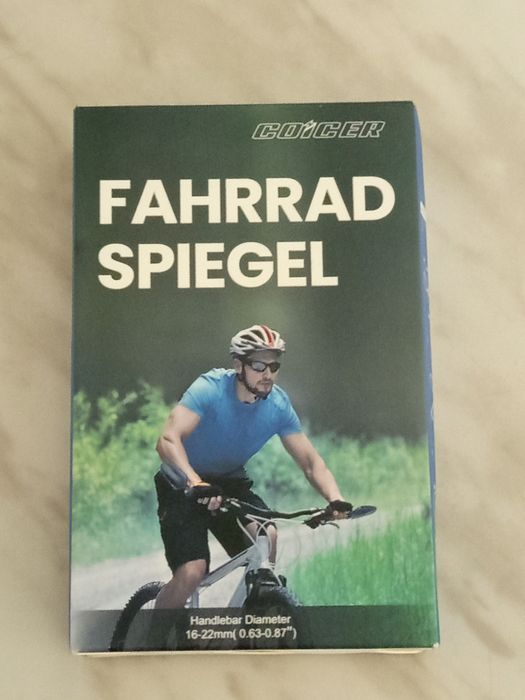 COICER
FAHRRAD
SPIEGEL
Handlebar Diameter
16-22mm( 0.63-0.87")